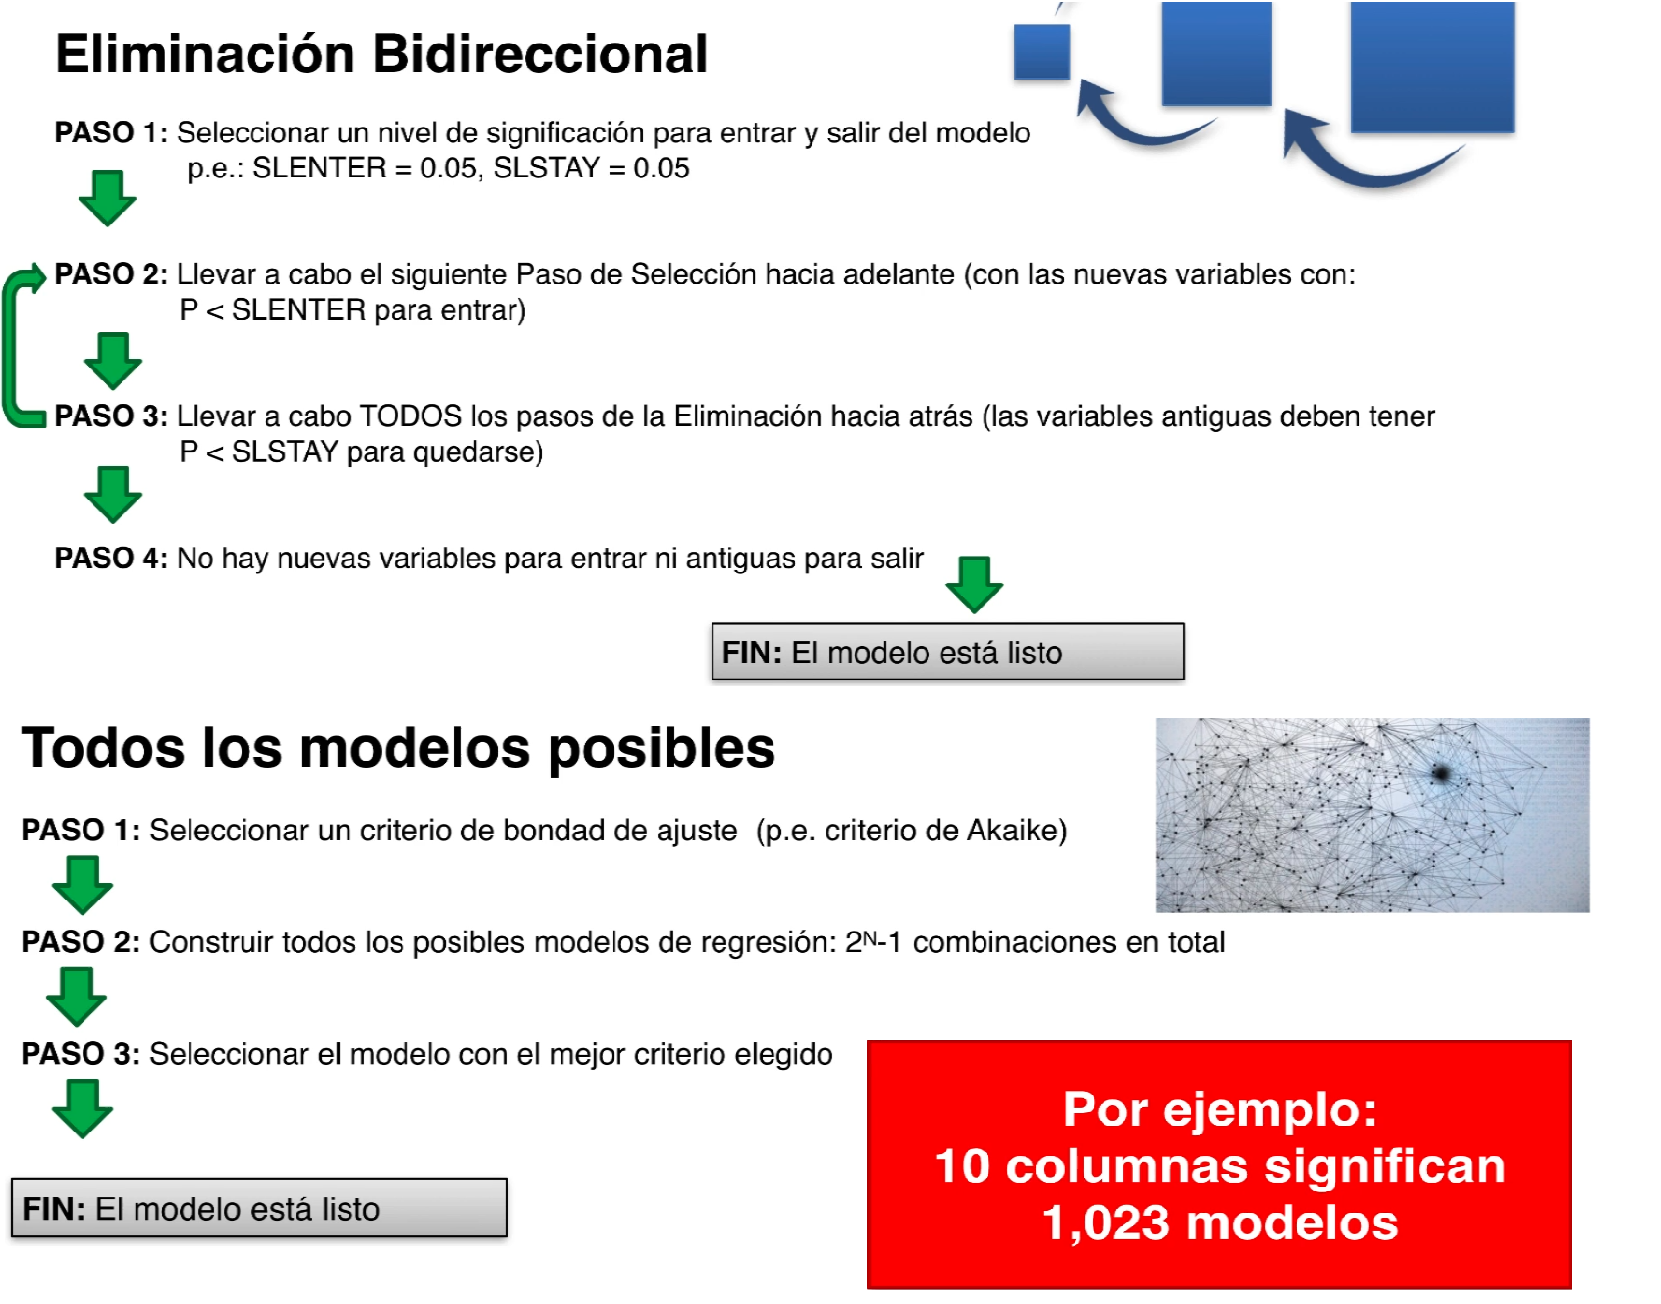 Eliminación Bidireccional
PASO 1: Seleccionar un nivel de significación para entrar y salir del modelo
p.e.: SLENTER = 0.05, SLSTAY = 0.05
PASO 2: Llevar a cabo el siguiente Paso de Selección hacia adelante (con las nuevas variables con:
P < SLENTER para entrar)
PASO 3: Llevar a cabo TODOS los pasos de la Eliminación hacia atrás (las variables antiguas deben tener
P < SLSTAY para quedarse)
PASO 4: No hay nuevas variables para entrar ni antiguas para salir
FIN: El modelo está listo
Todos los modelos posibles
PASO 1: Seleccionar un criterio de bondad de ajuste (p.e. criterio de Akaike)
PASO 2: Construir todos los posibles modelos de regresión: 2ᴺ-1 combinaciones en total
PASO 3: Seleccionar el modelo con el mejor criterio elegido
FIN: El modelo está listo
Por ejemplo:
10 columnas significan
1,023 modelos